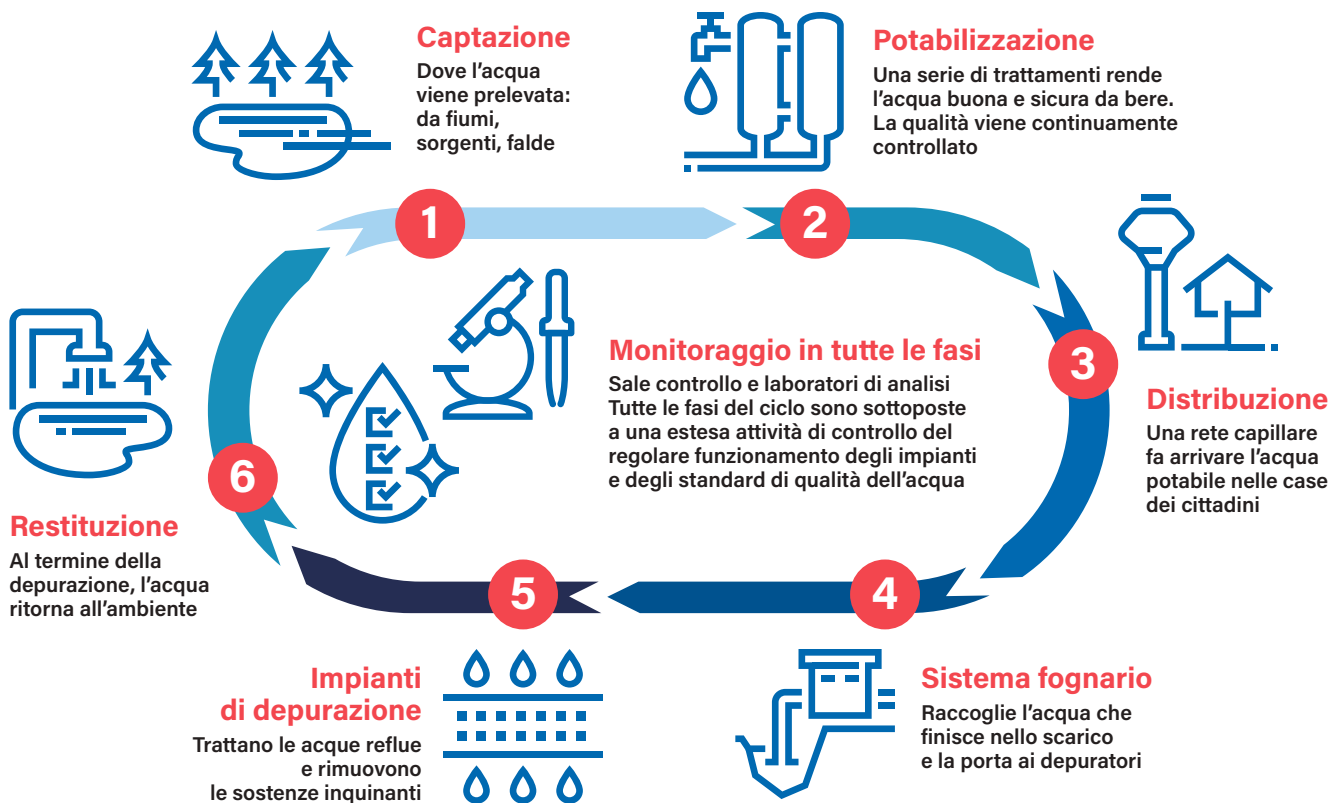 1
Captazione
Dove l'acqua
viene prelevata:
da fiumi,
sorgenti, falde
2
Potabilizzazione
Una serie di trattamenti rende
l'acqua buona e sicura da bere.
La qualità viene continuamente
controllato
3
Distribuzione
Una rete capillare
fa arrivare l'acqua
potabile nelle case
dei cittadini
Monitoraggio in tutte le fasi
Sale controllo e laboratori di analisi
Tutte le fasi del ciclo sono sottoposte
a una estesa attività di controllo del
regolare funzionamento degli impianti
e degli standard di qualità dell'acqua
4
Sistema fognario
Raccoglie l'acqua che
finisce nello scarico
e la porta ai depuratori
5
Impianti
di depurazione
Trattano le acque reflue
e rimuovono
le sostenze inquinanti
6
Restituzione
Al termine della
depurazione, l'acqua
ritorna all'ambiente